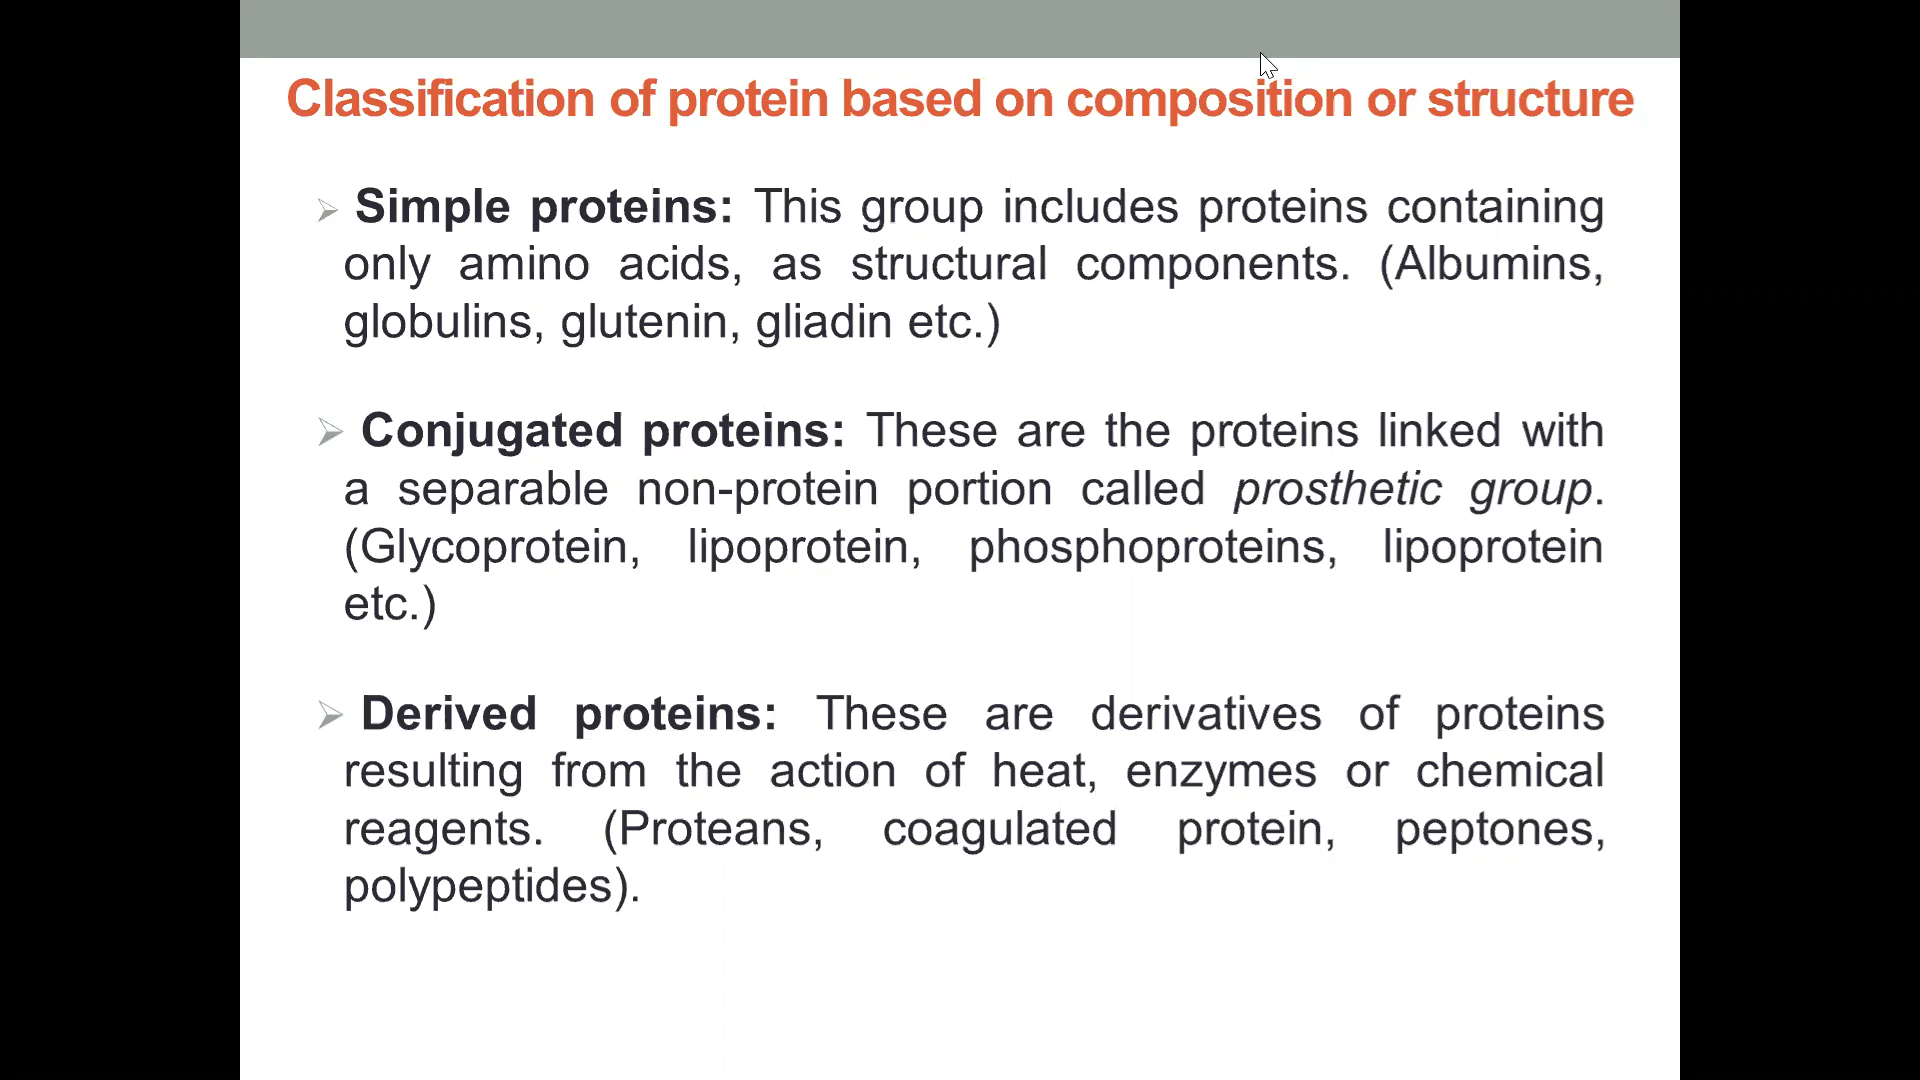 Classification of protein based on composition or structure
➢ Simple proteins: This group includes proteins containing
only amino acids, as structural components. (Albumins,
globulins, glutenin, gliadin etc.)
➢ Conjugated proteins: These are the proteins linked with
a separable non-protein portion called prosthetic group.
(Glycoprotein, lipoprotein, phosphoproteins, lipoprotein
etc.)
➢ Derived proteins: These are derivatives of proteins
resulting from the action of heat, enzymes or chemical
reagents. (Proteans, coagulated protein, peptones,
polypeptides).